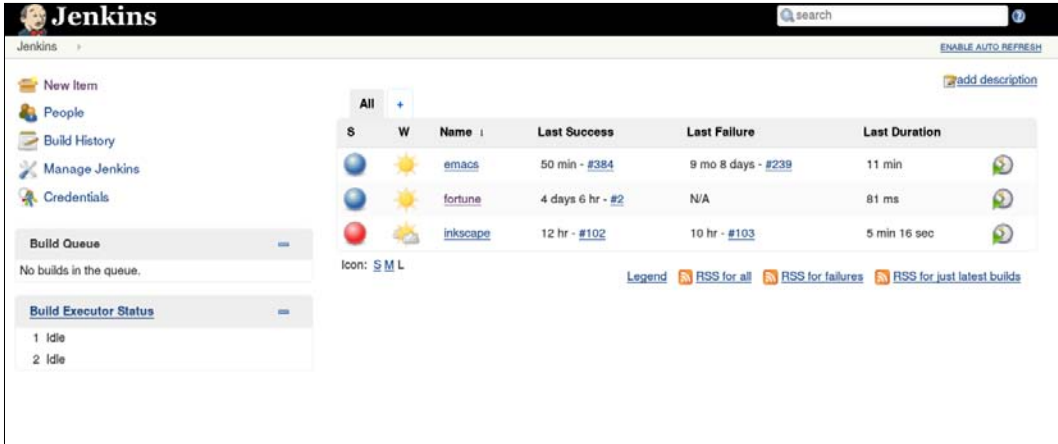 Jenkins
search
Jenkins
ENABLE AUTO REFRESH
New Item
People
Build History
Manage Jenkins
Credentials
Build Queue
No builds in the queue.
Build Executor Status
1 Idle
2 Idle
add description
All +
S W Name ↓ Last Success Last Failure Last Duration
emacs 50 min - #384 9 mo 8 days - #239 11 min
fortune 4 days 6 hr - #2 N/A 81 ms
inkscape 12 hr - #102 10 hr - #103 5 min 16 sec
Icon: S M L
Legend RSS for all RSS for failures RSS for just latest builds